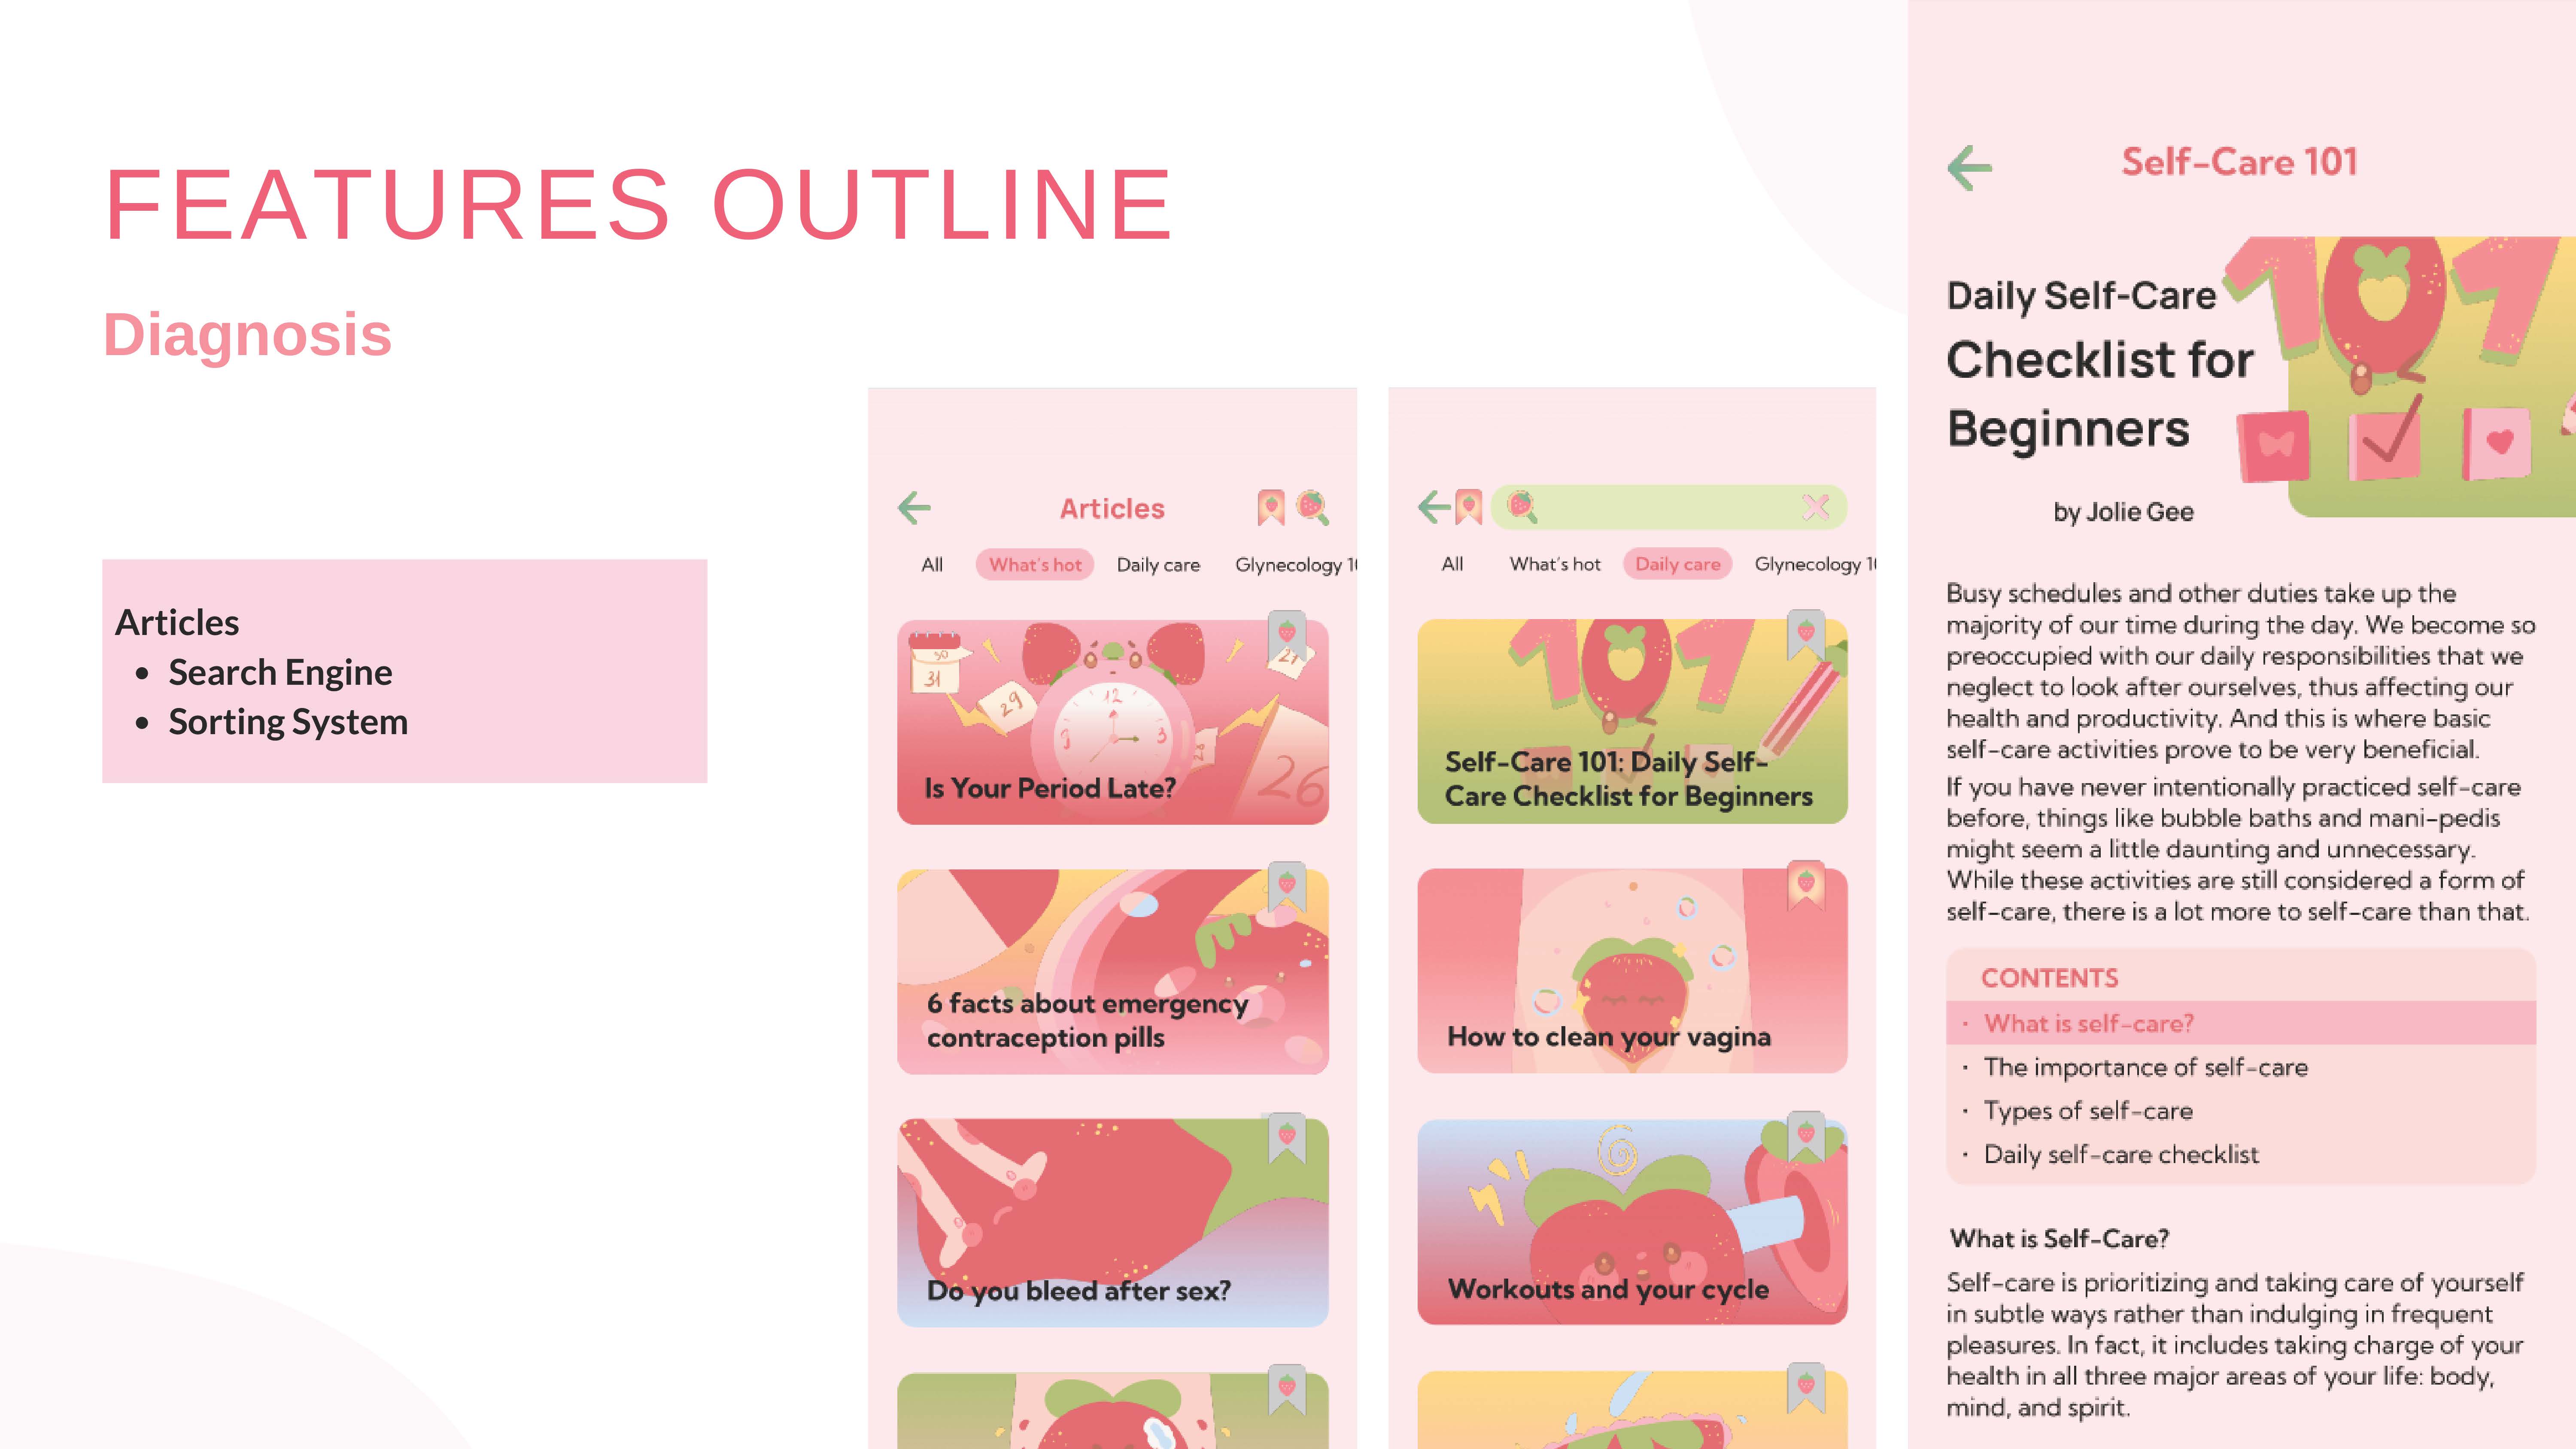 FEATURES OUTLINE
Diagnosis
Articles
• Search Engine
• Sorting System
Articles
All What's hot Daily care Glynecology 1
30
31
29
12
9
3
28
27
26
Is Your Period Late?
6 facts about emergency
contraception pills
Do you bleed after sex?
All What's hot Daily care Glynecology 1
101
Self-Care 101: Daily Self-
Care Checklist for Beginners
How to clean your vagina
Workouts and your cycle
Self-Care 101
101
Daily Self-Care
Checklist for
Beginners
by Jolie Gee
Busy schedules and other duties take up the
majority of our time during the day. We become so
preoccupied with our daily responsibilities that we
neglect to look after ourselves, thus affecting our
health and productivity. And this is where basic
self-care activities prove to be very beneficial.
If you have never intentionally practiced self-care
before, things like bubble baths and mani-pedis
might seem a little daunting and unnecessary.
While these activities are still considered a form of
self-care, there is a lot more to self-care than that.
CONTENTS
· What is self-care?
· The importance of self-care
· Types of self-care
· Daily self-care checklist
What is Self-Care?
Self-care is prioritizing and taking care of yourself
in subtle ways rather than indulging in frequent
pleasures. In fact, it includes taking charge of your
health in all three major areas of your life: body,
mind, and spirit.